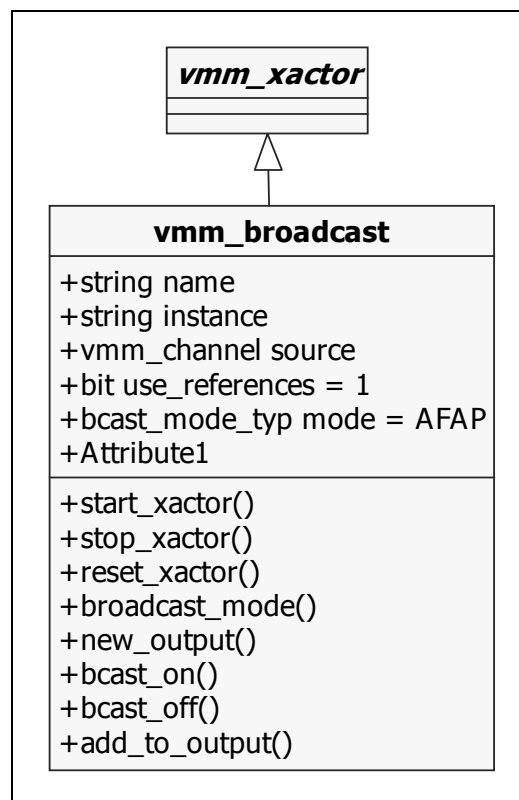 vmm_xactor
vmm_broadcast
+string name
+string instance
+vmm_channel source
+bit use_references = 1
+bcast_mode_typ mode = AFAP
+Attribute1
+start_xactor()
+stop_xactor()
+reset_xactor()
+broadcast_mode()
+new_output()
+bcast_on()
+bcast_off()
+add_to_output()